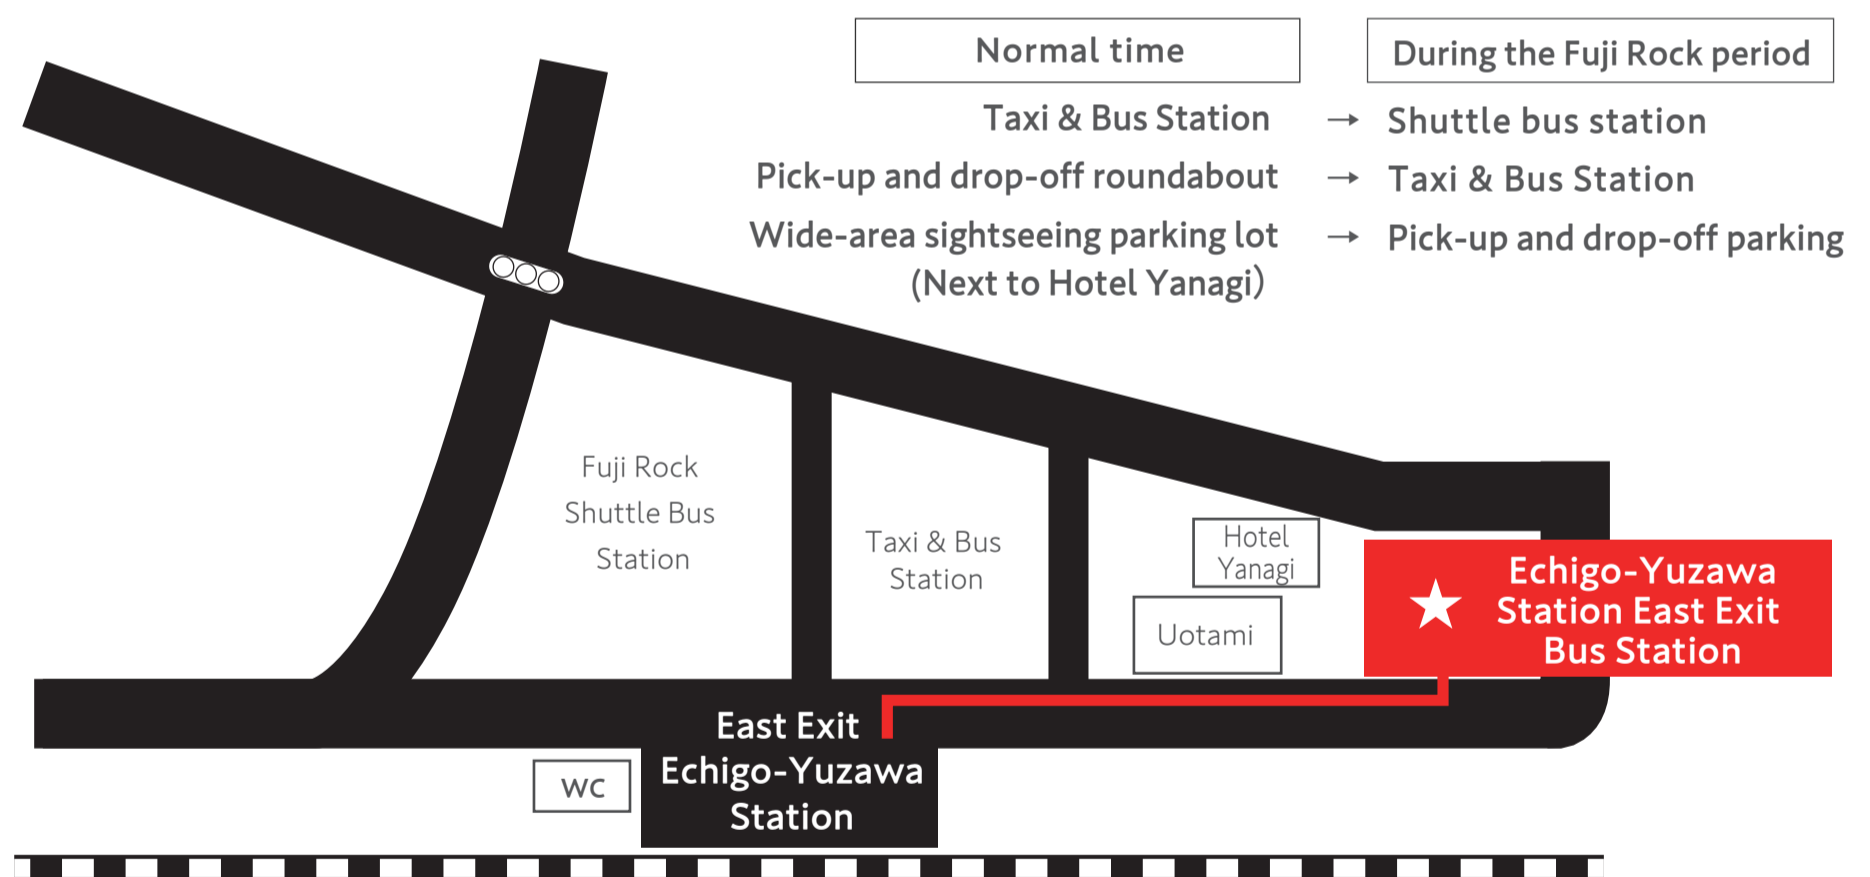 Normal time
During the Fuji Rock period
Taxi & Bus Station → Shuttle bus station
Pick-up and drop-off roundabout → Taxi & Bus Station
Wide-area sightseeing parking lot → Pick-up and drop-off parking
(Next to Hotel Yanagi)
Fuji Rock
Shuttle Bus
Station
Taxi & Bus
Station
Hotel
Yanagi
Uotami
Echigo-Yuzawa
Station East Exit
Bus Station
East Exit
Echigo-Yuzawa
Station
WC